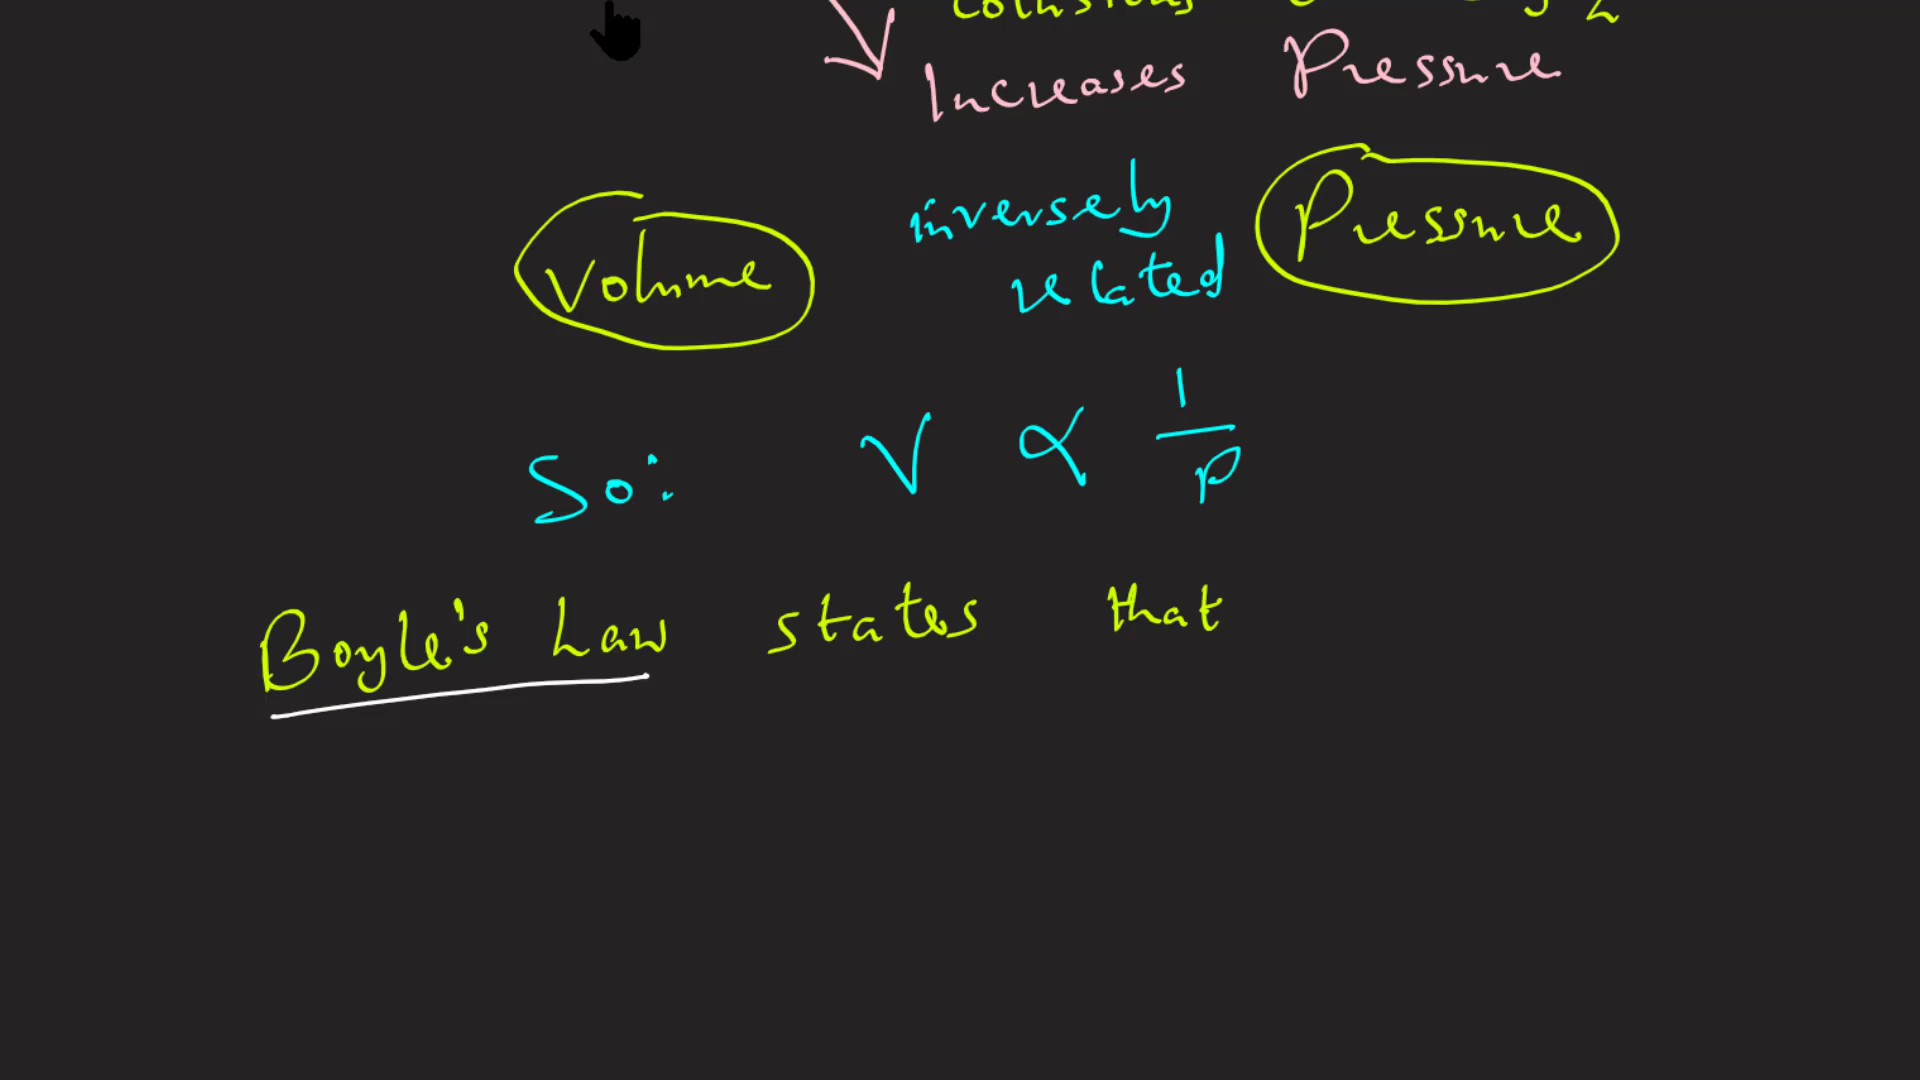 Increases Pressure
Volume inversely related Pressure
So: V ∝ 1/P
Boyle's Law states that